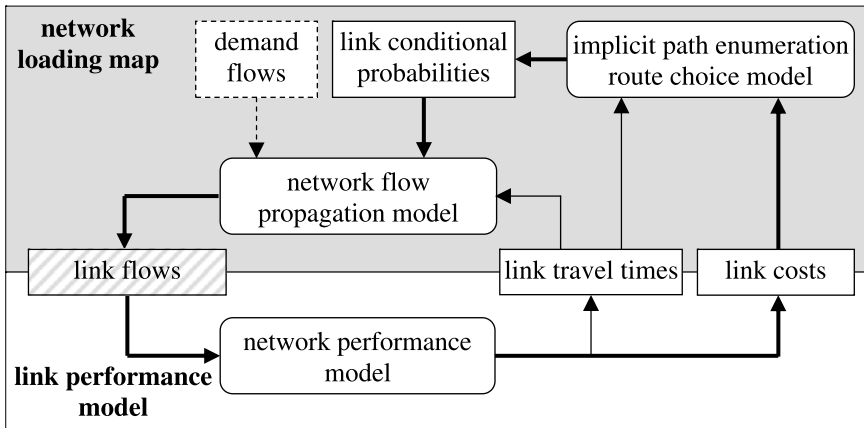 network
loading map
demand
flows
link conditional
probabilities
implicit path enumeration
route choice model
network flow
propagation model
link flows
link travel times
link costs
network performance
model
link performance
model